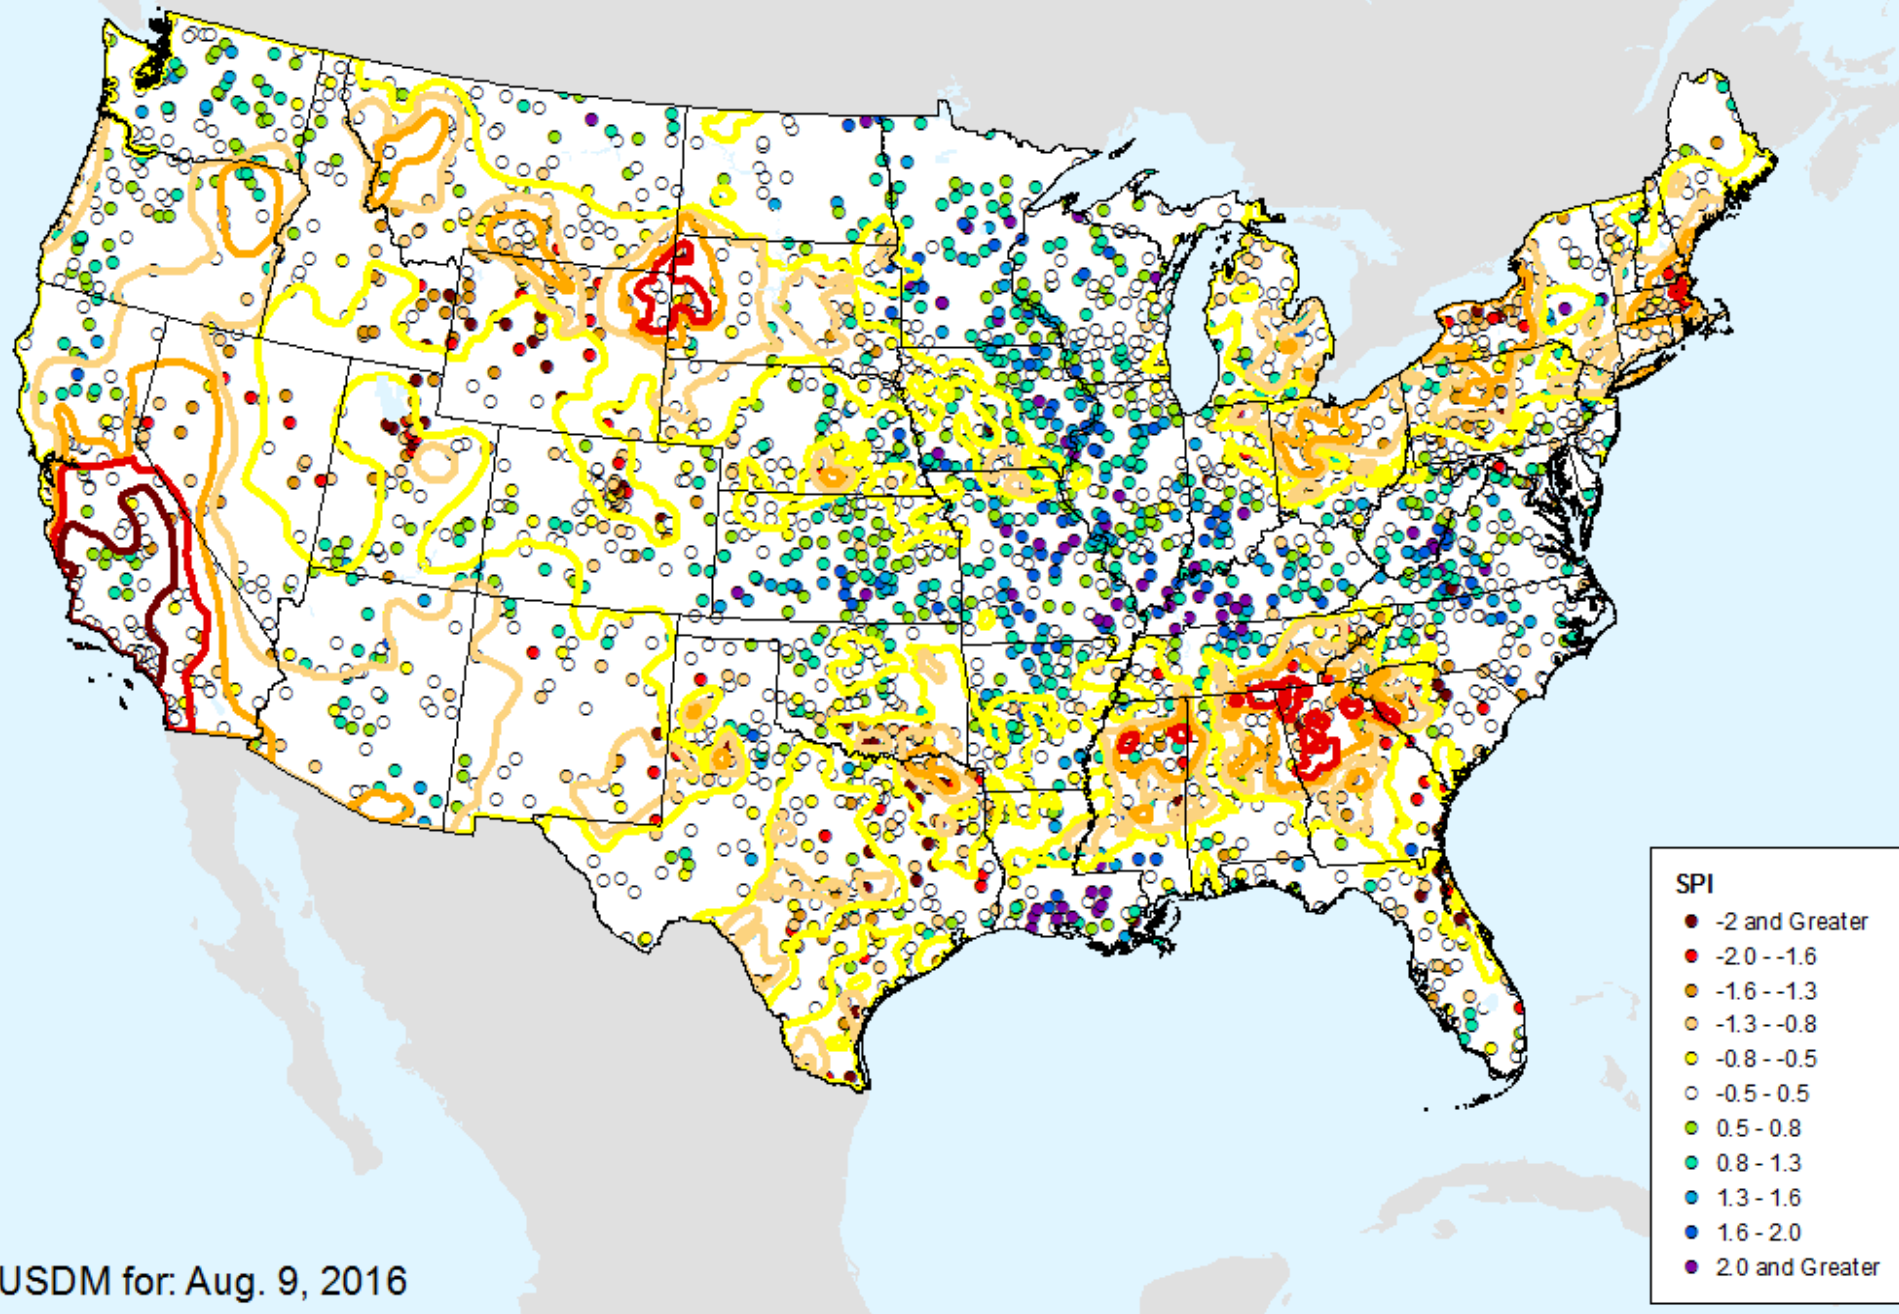 SPI
-2 and Greater
-2.0 - -1.6
-1.6 - -1.3
-1.3 - -0.8
-0.8 - -0.5
-0.5 - 0.5
0.5 - 0.8
0.8 - 1.3
1.3 - 1.6
1.6 - 2.0
2.0 and Greater
USDM for: Aug. 9, 2016